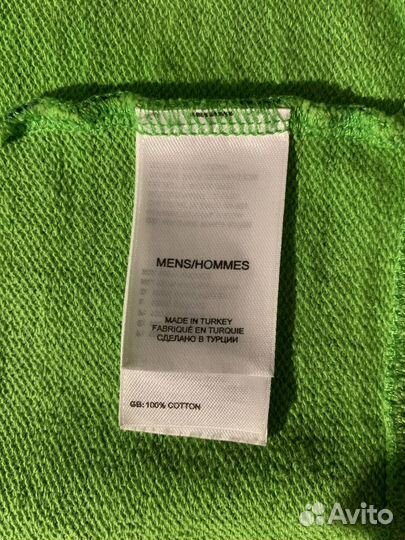 MENS/HOMMES
MADE IN TURKEY
FABRIQUÉ EN TURQUIE
СДЕЛАНО В ТУРЦИИ
GB: 100% COTTON
Avito